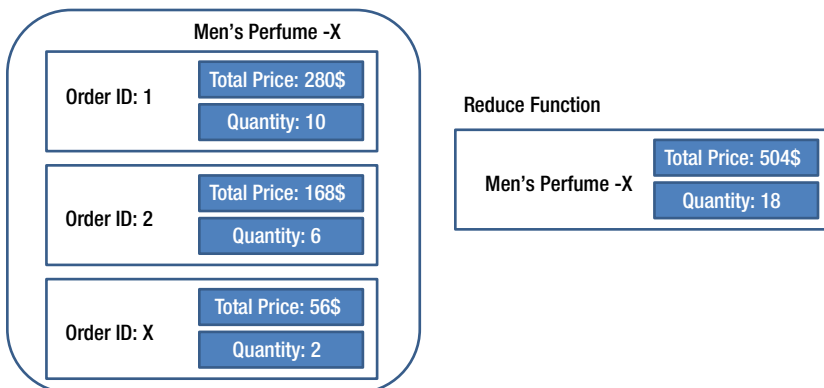 Men's Perfume -X
Order ID: 1
Total Price: 280$
Quantity: 10
Order ID: 2
Total Price: 168$
Quantity: 6
Order ID: X
Total Price: 56$
Quantity: 2
Reduce Function
Men's Perfume -X
Total Price: 504$
Quantity: 18